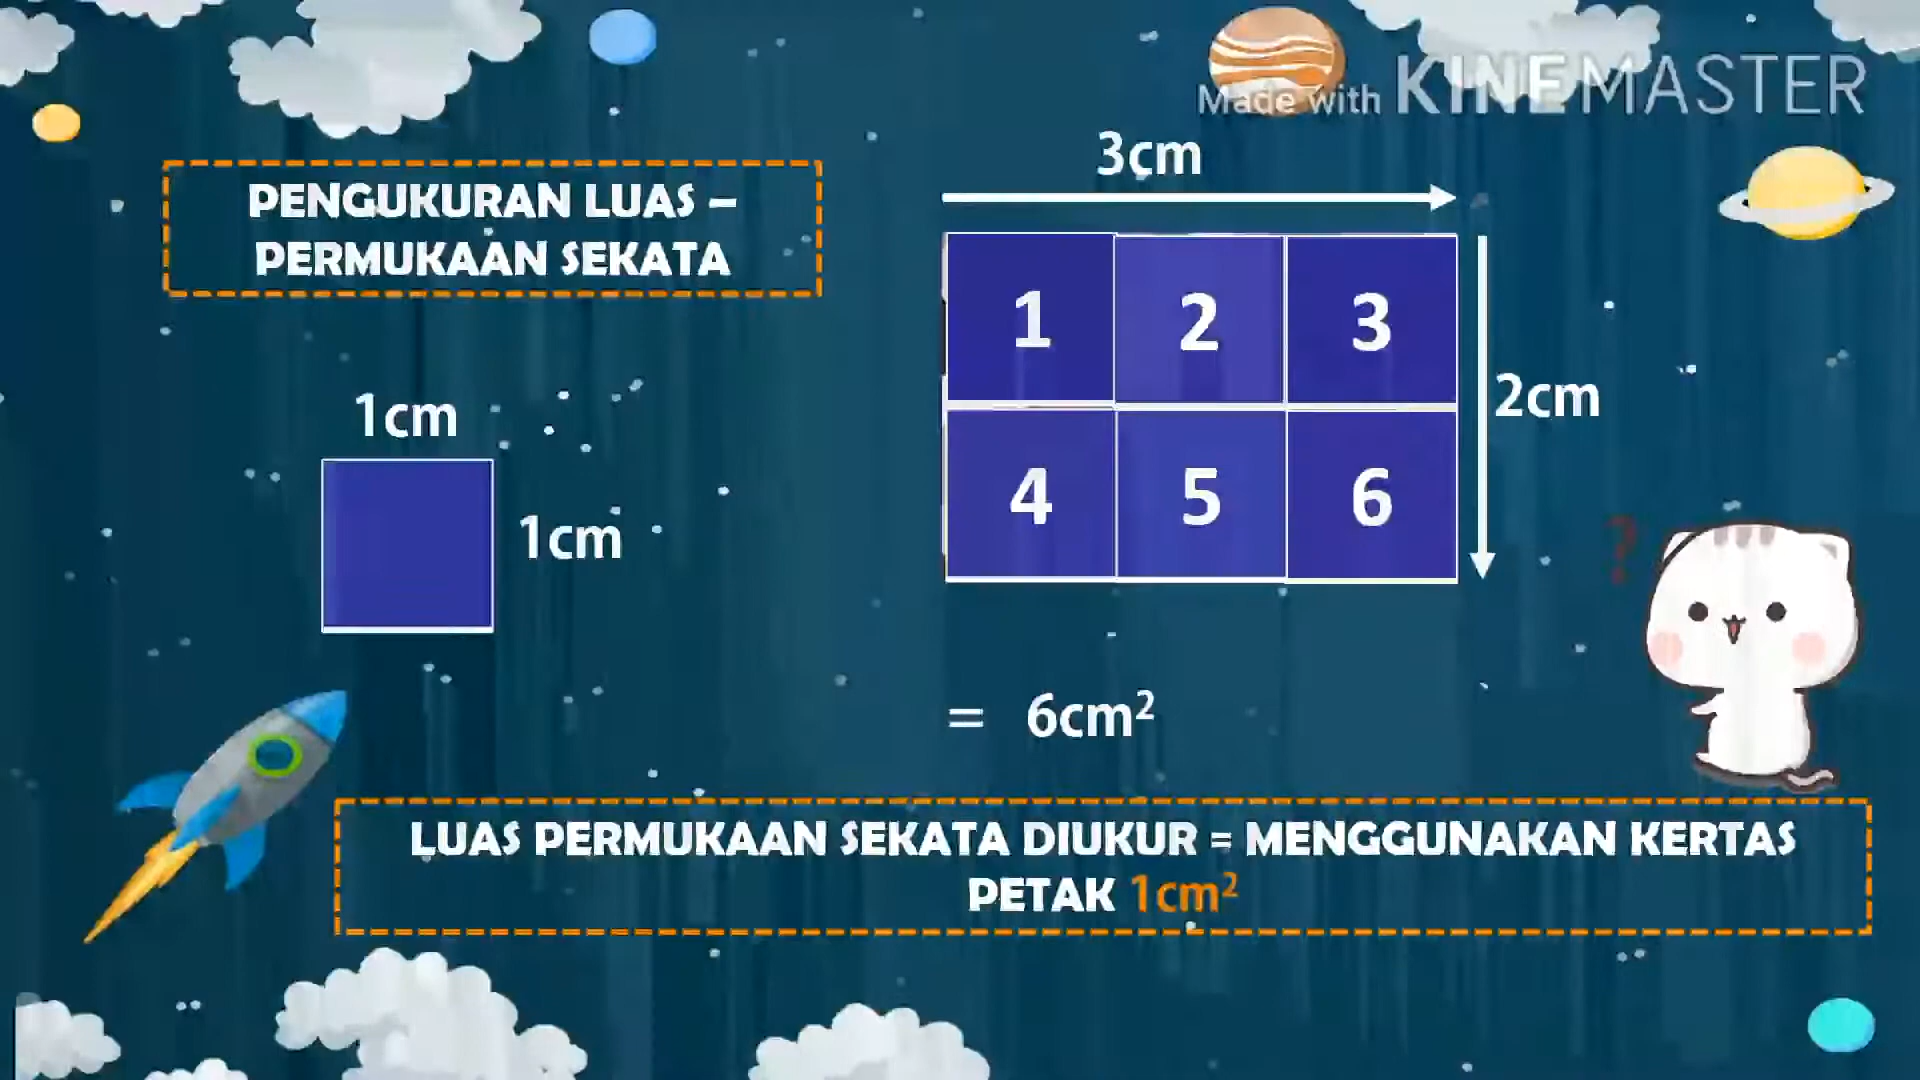 Made with KINEMASTER
PENGUKURAN LUAS –
PERMUKAAN SEKATA
3cm
1 2 3
2cm
4 5 6
1cm
1cm
?
= 6cm²
LUAS PERMUKAAN SEKATA DIUKUR = MENGGUNAKAN KERTAS
PETAK 1cm²